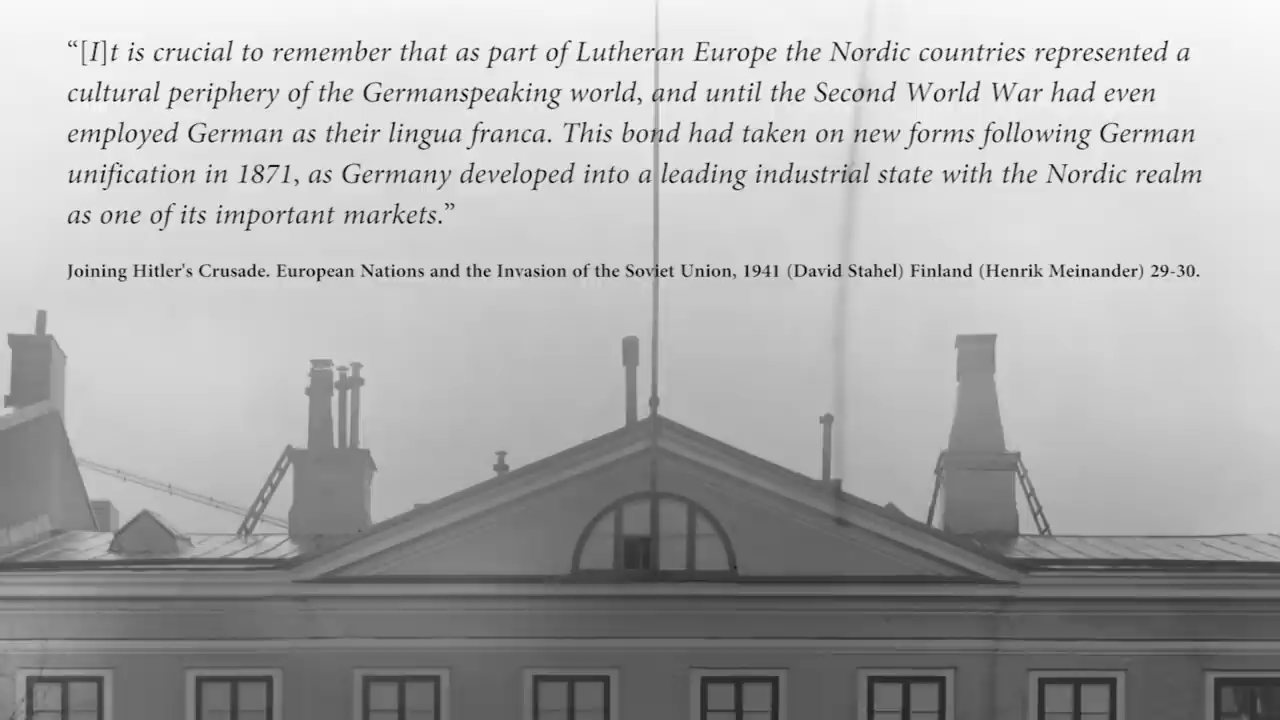 “[I]t is crucial to remember that as part of Lutheran Europe the Nordic countries represented a
cultural periphery of the Germanspeaking world, and until the Second World War had even
employed German as their lingua franca. This bond had taken on new forms following German
unification in 1871, as Germany developed into a leading industrial state with the Nordic realm
as one of its important markets.”
Joining Hitler's Crusade. European Nations and the Invasion of the Soviet Union, 1941 (David Stahel) Finland (Henrik Meinander) 29-30.